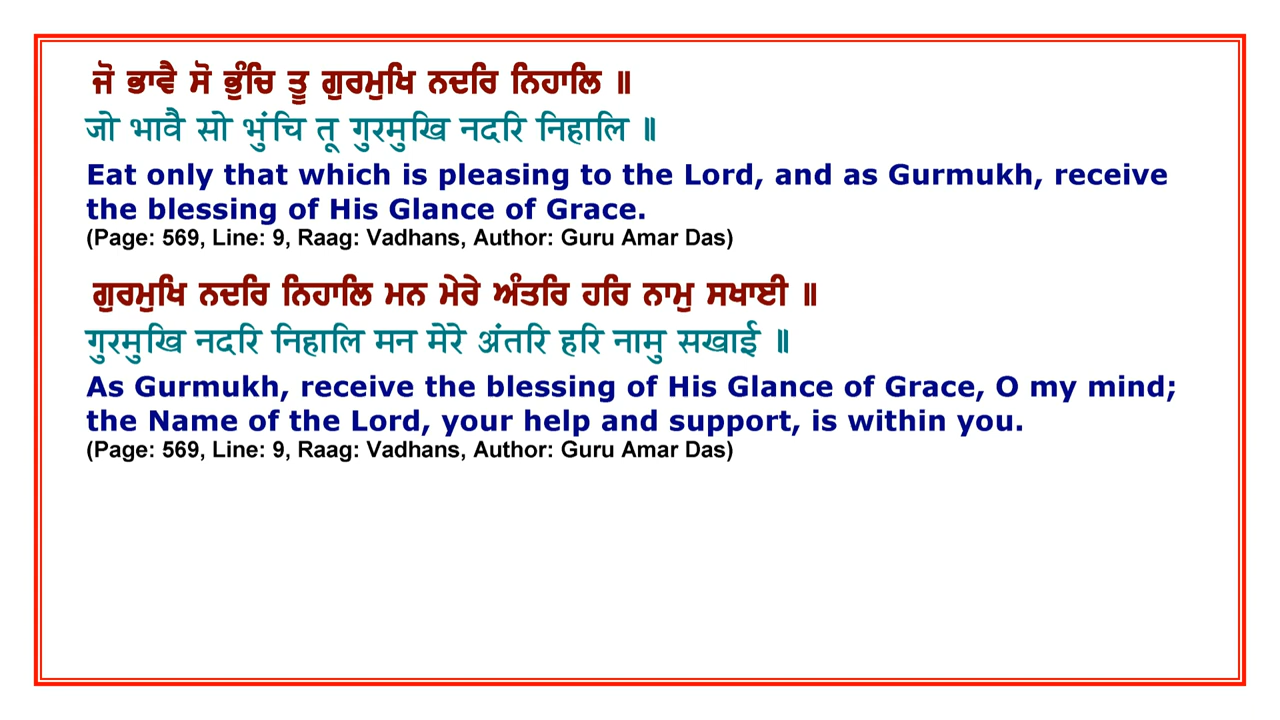 ਜੋ ਭਾਵੈ ਸੋ ਭੁੰਚਿ ਤੂ ਗੁਰਮੁਖਿ ਨਦਰਿ ਨਿਹਾਲਿ ॥
जो भावै सो भुंचि तू गुरमुखि नदरि निहालि ॥
Eat only that which is pleasing to the Lord, and as Gurmukh, receive
the blessing of His Glance of Grace.
(Page: 569, Line: 9, Raag: Vadhans, Author: Guru Amar Das)
ਗੁਰਮੁਖਿ ਨਦਰਿ ਨਿਹਾਲਿ ਮਨ ਮੇਰੇ ਅੰਤਰਿ ਹਰਿ ਨਾਮੁ ਸਖਾਈ ॥
गुरमुखि नदरि निहालि मन मेरे अंतरि हरि नामु सखाई ॥
As Gurmukh, receive the blessing of His Glance of Grace, O my mind;
the Name of the Lord, your help and support, is within you.
(Page: 569, Line: 9, Raag: Vadhans, Author: Guru Amar Das)